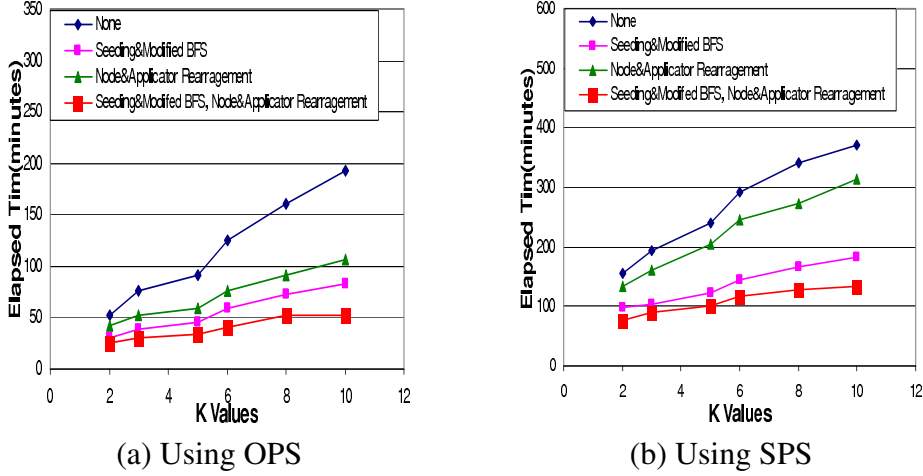 350
300
250
200
150
100
50
0
Elapsed Tim(minutes)
None
Seeding&Modified BFS
Node&Applicator Rearragement
Seeding&Modifed BFS, Node&Applicator Rearragement
0 2 4 6 8 10 12
K Values
(a) Using OPS
600
500
400
300
200
100
0
Elapsed Tim(minutes)
None
Seeding&Modified BFS
Node&Applicator Rearragement
Seeding&Modifed BFS, Node&Applicator Rearragement
0 2 4 6 8 10 12
K Values
(b) Using SPS